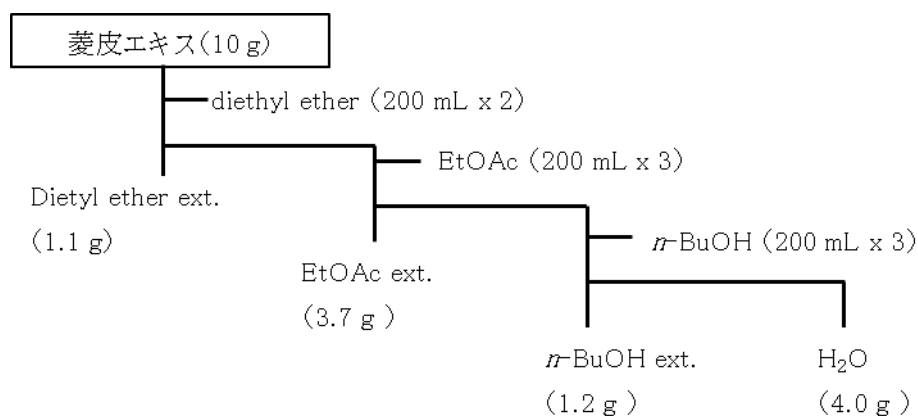 菱皮エキス(10 g)
diethyl ether (200 mL x 2)
EtOAc (200 mL x 3)
Dietyl ether ext.
(1.1 g)
n-BuOH (200 mL x 3)
EtOAc ext.
(3.7 g )
n-BuOH ext.
(1.2 g)
H₂O
(4.0 g)